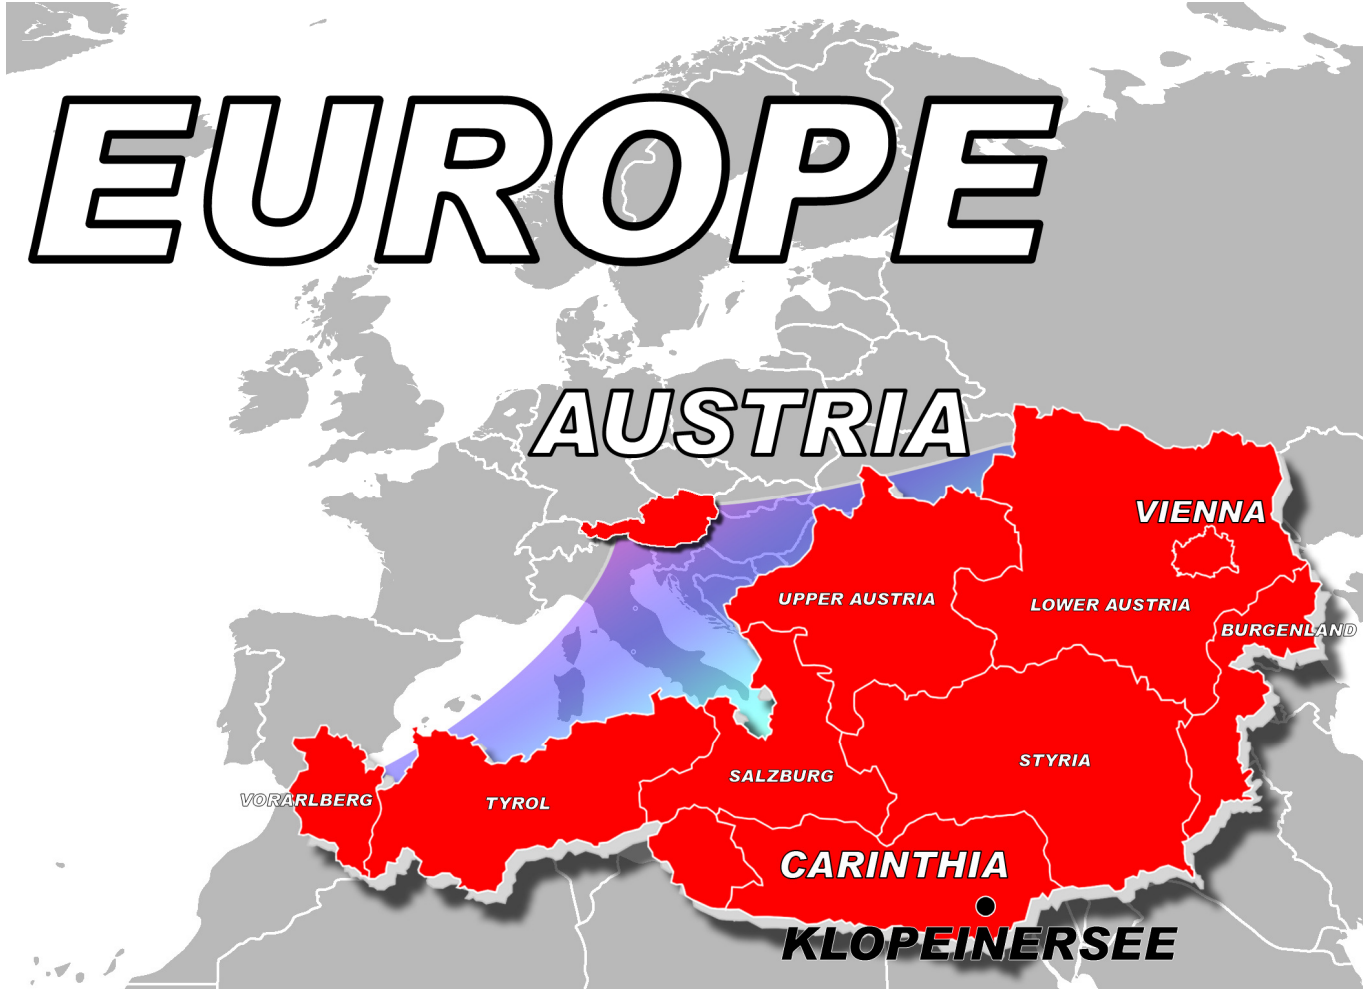 EUROPE
AUSTRIA
VIENNA
UPPER AUSTRIA
LOWER AUSTRIA
BURGENLAND
STYRIA
SALZBURG
VORARLBERG
TYROL
CARINTHIA
KLOPEINERSEE